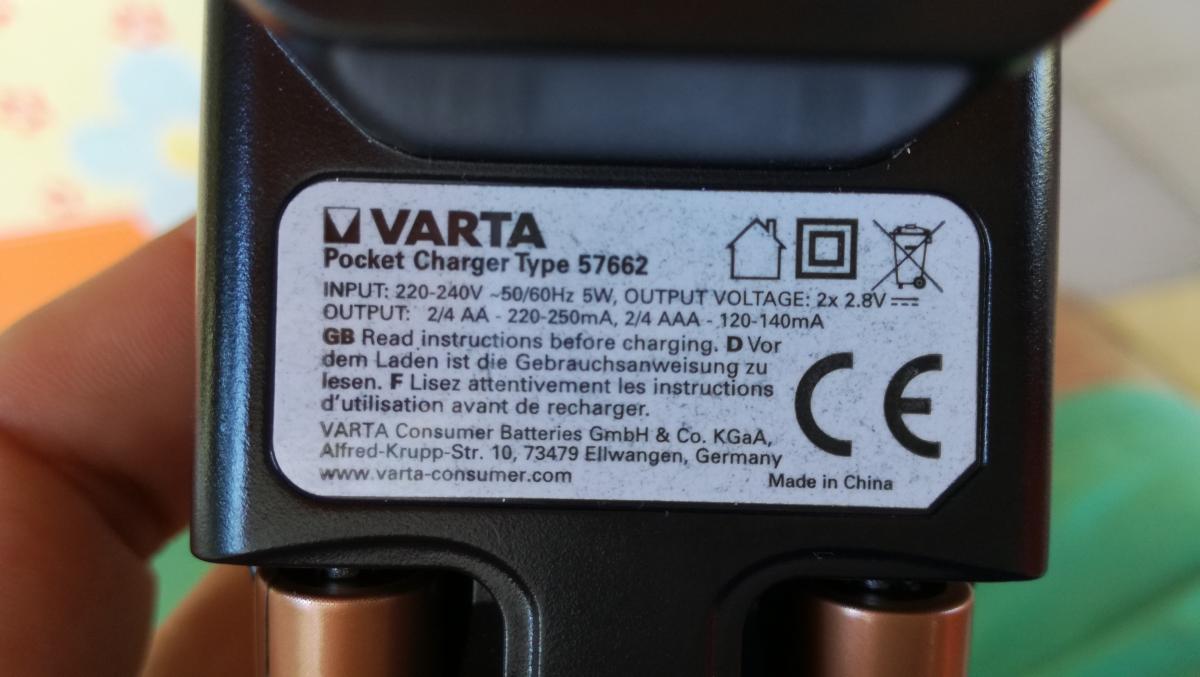 VARTA
Pocket Charger Type 57662
INPUT: 220-240V ~50/60Hz 5W, OUTPUT VOLTAGE: 2x 2.8V⎓
OUTPUT: 2/4 AA - 220-250mA, 2/4 AAA - 120-140mA
GB Read instructions before charging. D Vor
dem Laden ist die Gebrauchsanweisung zu
lesen. F Lisez attentivement les instructions
d'utilisation avant de recharger.
CE
VARTA Consumer Batteries GmbH & Co. KGaA,
Alfred-Krupp-Str. 10, 73479 Ellwangen, Germany
www.varta-consumer.com
Made in China